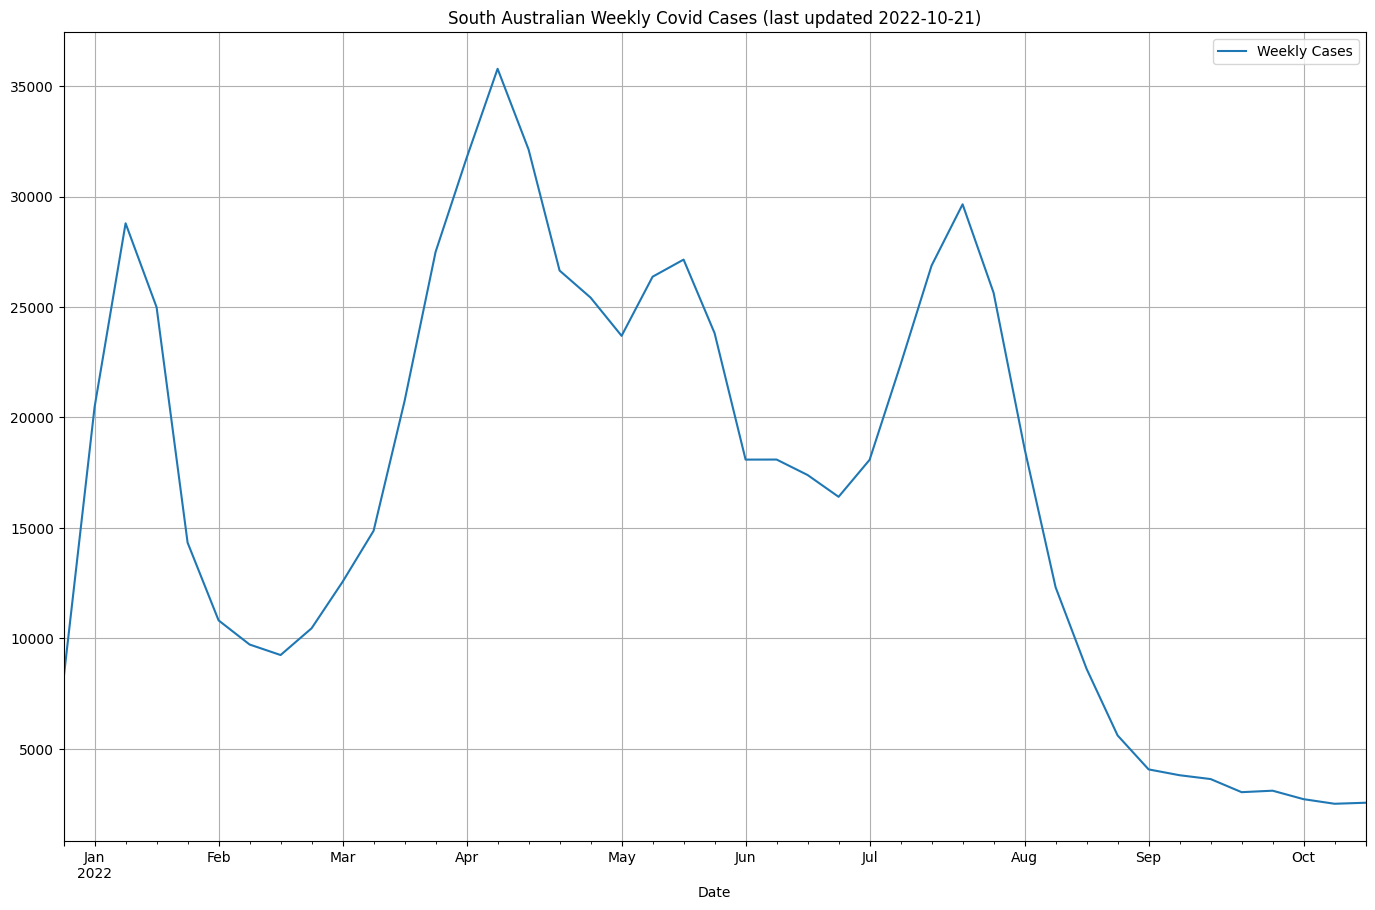 South Australian Weekly Covid Cases (last updated 2022-10-21)
Weekly Cases
35000
30000
25000
20000
15000
10000
5000
Jan Feb Mar Apr May Jun Jul Aug Sep Oct
2022
Date